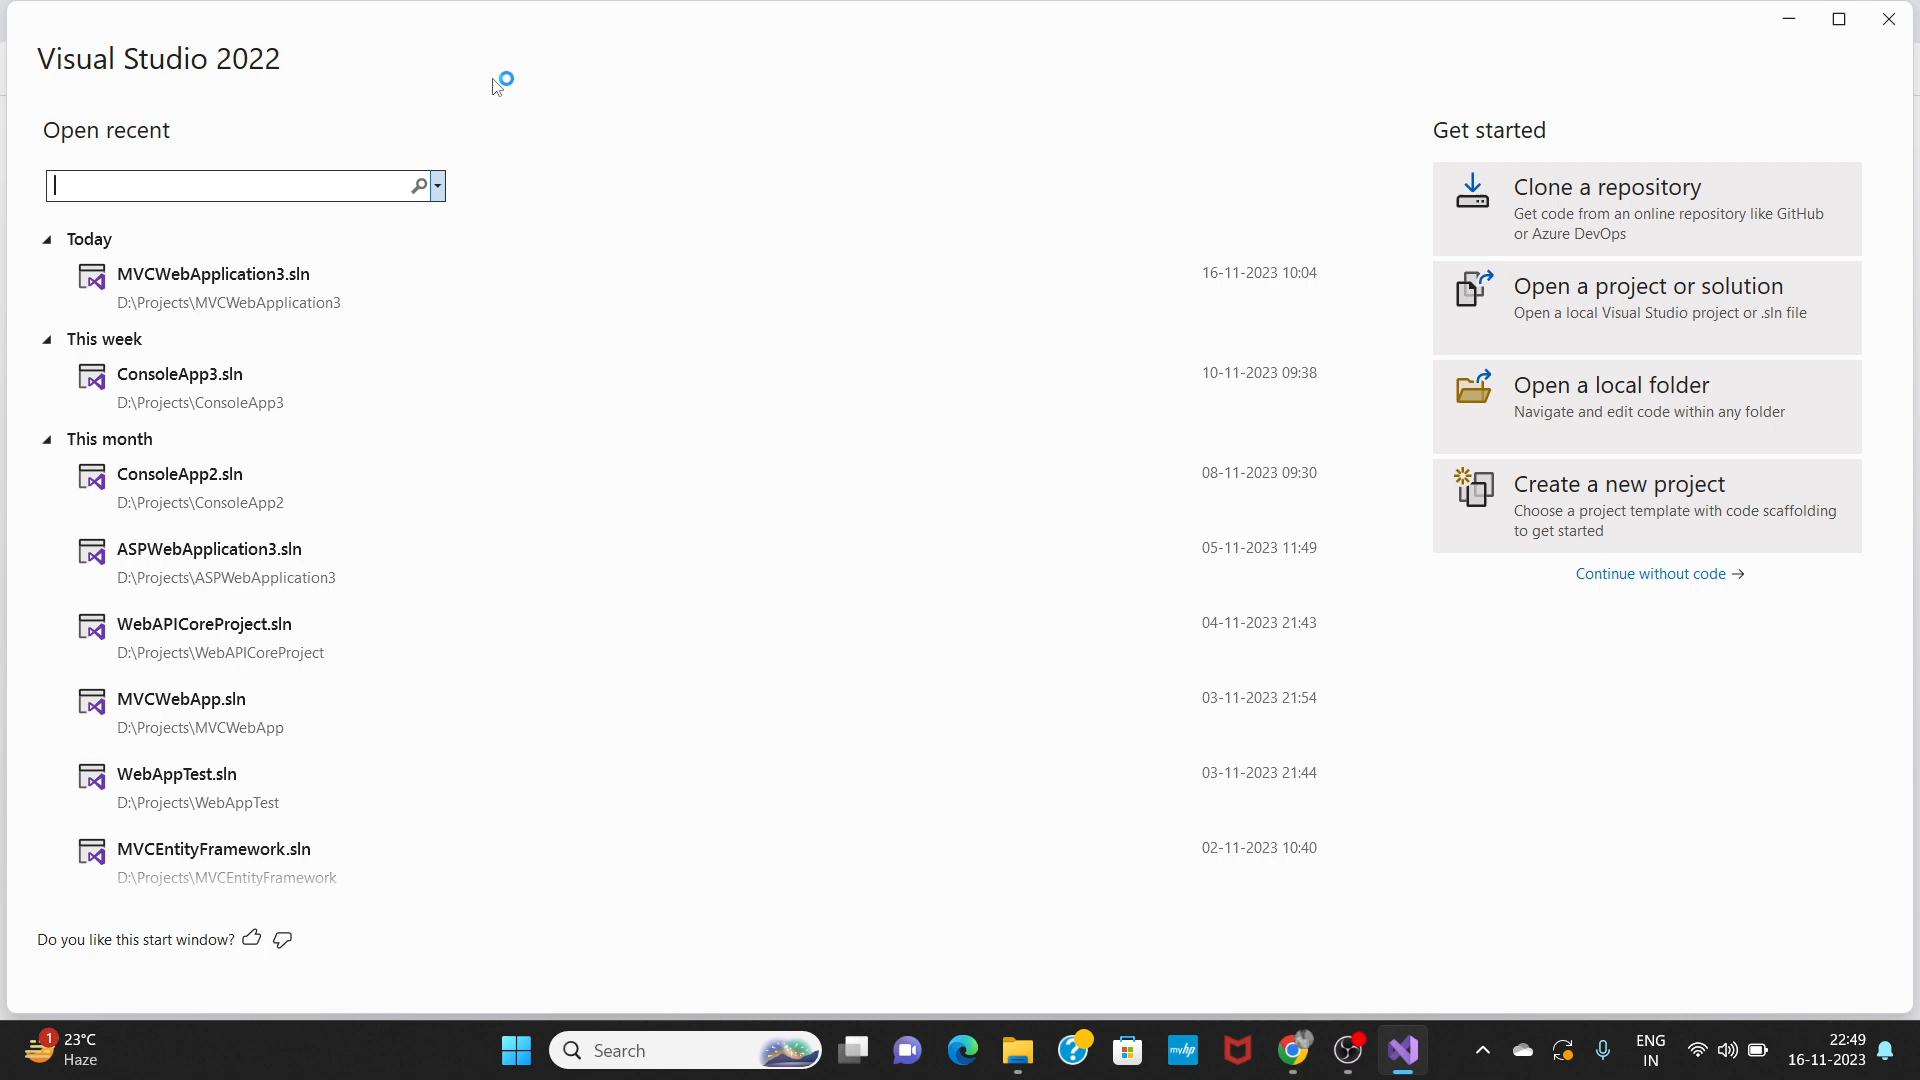 Visual Studio 2022
Open recent
Today
MVCWebApplication3.sln
16-11-2023 10:04
D:\Projects\MVCWebApplication3
This week
ConsoleApp3.sln
10-11-2023 09:38
D:\Projects\ConsoleApp3
This month
ConsoleApp2.sln
08-11-2023 09:30
D:\Projects\ConsoleApp2
ASPWebApplication3.sln
05-11-2023 11:49
D:\Projects\ASPWebApplication3
WebAPICoreProject.sln
04-11-2023 21:43
D:\Projects\WebAPICoreProject
MVCWebApp.sln
03-11-2023 21:54
D:\Projects\MVCWebApp
WebAppTest.sln
03-11-2023 21:44
D:\Projects\WebAppTest
MVCEntityFramework.sln
02-11-2023 10:40
D:\Projects\MVCEntityFramework
Do you like this start window?
Get started
Clone a repository
Get code from an online repository like GitHub
or Azure DevOps
Open a project or solution
Open a local Visual Studio project or .sln file
Open a local folder
Navigate and edit code within any folder
Create a new project
Choose a project template with code scaffolding
to get started
Continue without code →
1
23°C
Haze
Search
myhp
ENG
IN
22:49
16-11-2023